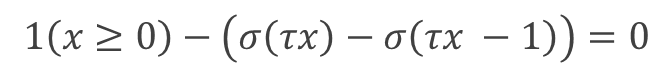 1(x ≥ 0) − (σ(τx) − σ(τx − 1)) = 0